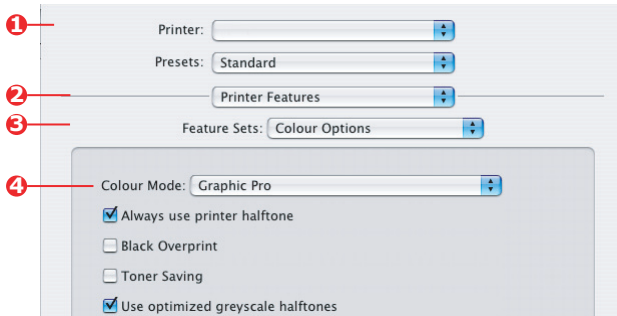 1 Printer:
Presets: Standard
2 Printer Features
3 Feature Sets: Colour Options
4 Colour Mode: Graphic Pro
Always use printer halftone
Black Overprint
Toner Saving
Use optimized greyscale halftones